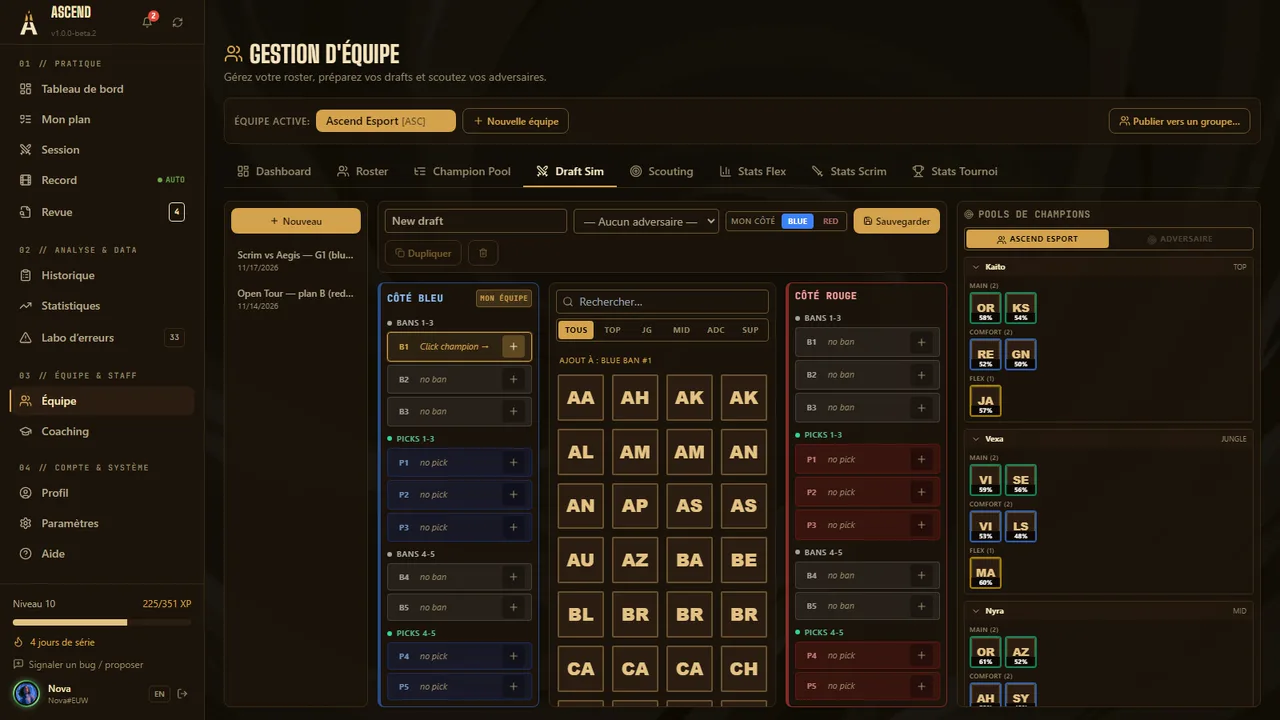 ASCEND
v1.0.0-beta.2
2
01 // PRATIQUE
Tableau de bord
Mon plan
Session
Record
AUTO
Revue
4
02 // ANALYSE & DATA
Historique
Statistiques
Labo d'erreurs
33
03 // ÉQUIPE & STAFF
Équipe
Coaching
04 // COMPTE & SYSTÈME
Profil
Paramètres
Aide
Niveau 10
225/351 XP
4 jours de série
Signaler un bug / proposer
Nova
Nova#EUW
EN
GESTION D'ÉQUIPE
Gérez votre roster, préparez vos drafts et scoutez vos adversaires.
ÉQUIPE ACTIVE:
Ascend Esport [ASC]
+ Nouvelle équipe
Publier vers un groupe...
Dashboard
Roster
Champion Pool
Draft Sim
Scouting
Stats Flex
Stats Scrim
Stats Tournoi
+ Nouveau
Scrim vs Aegis — G1 (blu...
11/17/2026
Open Tour — plan B (red...
11/14/2026
New draft
— Aucun adversaire —
MON CÔTÉ
BLUE
RED
Sauvegarder
Dupliquer
CÔTÉ BLEU
MON ÉQUIPE
BANS 1-3
B1 Click champion → +
B2 no ban +
B3 no ban +
PICKS 1-3
P1 no pick +
P2 no pick +
P3 no pick +
BANS 4-5
B4 no ban +
B5 no ban +
PICKS 4-5
P4 no pick +
P5 no pick +
Rechercher...
TOUS TOP JG MID ADC SUP
AJOUT À : BLUE BAN #1
AA AH AK AK
AL AM AM AN
AN AP AS AS
AU AZ BA BE
BL BR BR BR
CA CA CA CH
CÔTÉ ROUGE
BANS 1-3
B1 no ban +
B2 no ban +
B3 no ban +
PICKS 1-3
P1 no pick +
P2 no pick +
P3 no pick +
BANS 4-5
B4 no ban +
B5 no ban +
PICKS 4-5
P4 no pick +
P5 no pick +
POOLS DE CHAMPIONS
ASCEND ESPORT
ADVERSAIRE
Kaito
TOP
MAIN (2)
OR 58%
KS 54%
COMFORT (2)
RE 52%
GN 50%
FLEX (1)
JA 57%
Vexa
JUNGLE
MAIN (2)
VI 59%
SE 56%
COMFORT (2)
VI 53%
LS 48%
FLEX (1)
MA 60%
Nyra
MID
MAIN (2)
OR 61%
AZ 52%
COMFORT (2)
AH
SY